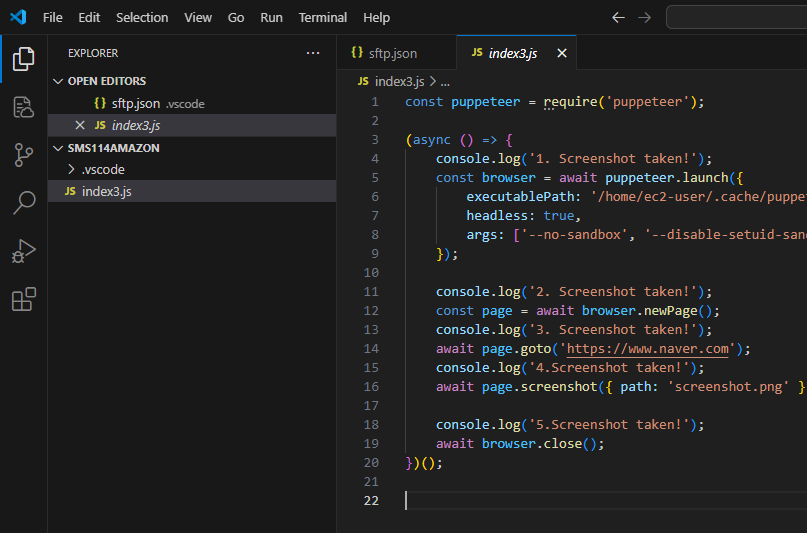 File Edit Selection View Go Run Terminal Help
EXPLORER ...
OPEN EDITORS
{} sftp.json .vscode
JS index3.js
SMS114AMAZON
.vscode
JS index3.js
{} sftp.json JS index3.js
JS index3.js > ...
1 const puppeteer = require('puppeteer');
2
3 (async () => {
4 console.log('1. Screenshot taken!');
5 const browser = await puppeteer.launch({
6 executablePath: '/home/ec2-user/.cache/puppe
7 headless: true,
8 args: ['--no-sandbox', '--disable-setuid-san
9 });
10
11 console.log('2. Screenshot taken!');
12 const page = await browser.newPage();
13 console.log('3. Screenshot taken!');
14 await page.goto('https://www.naver.com');
15 console.log('4.Screenshot taken!');
16 await page.screenshot({ path: 'screenshot.png' }
17
18 console.log('5.Screenshot taken!');
19 await browser.close();
20 })();
21
22